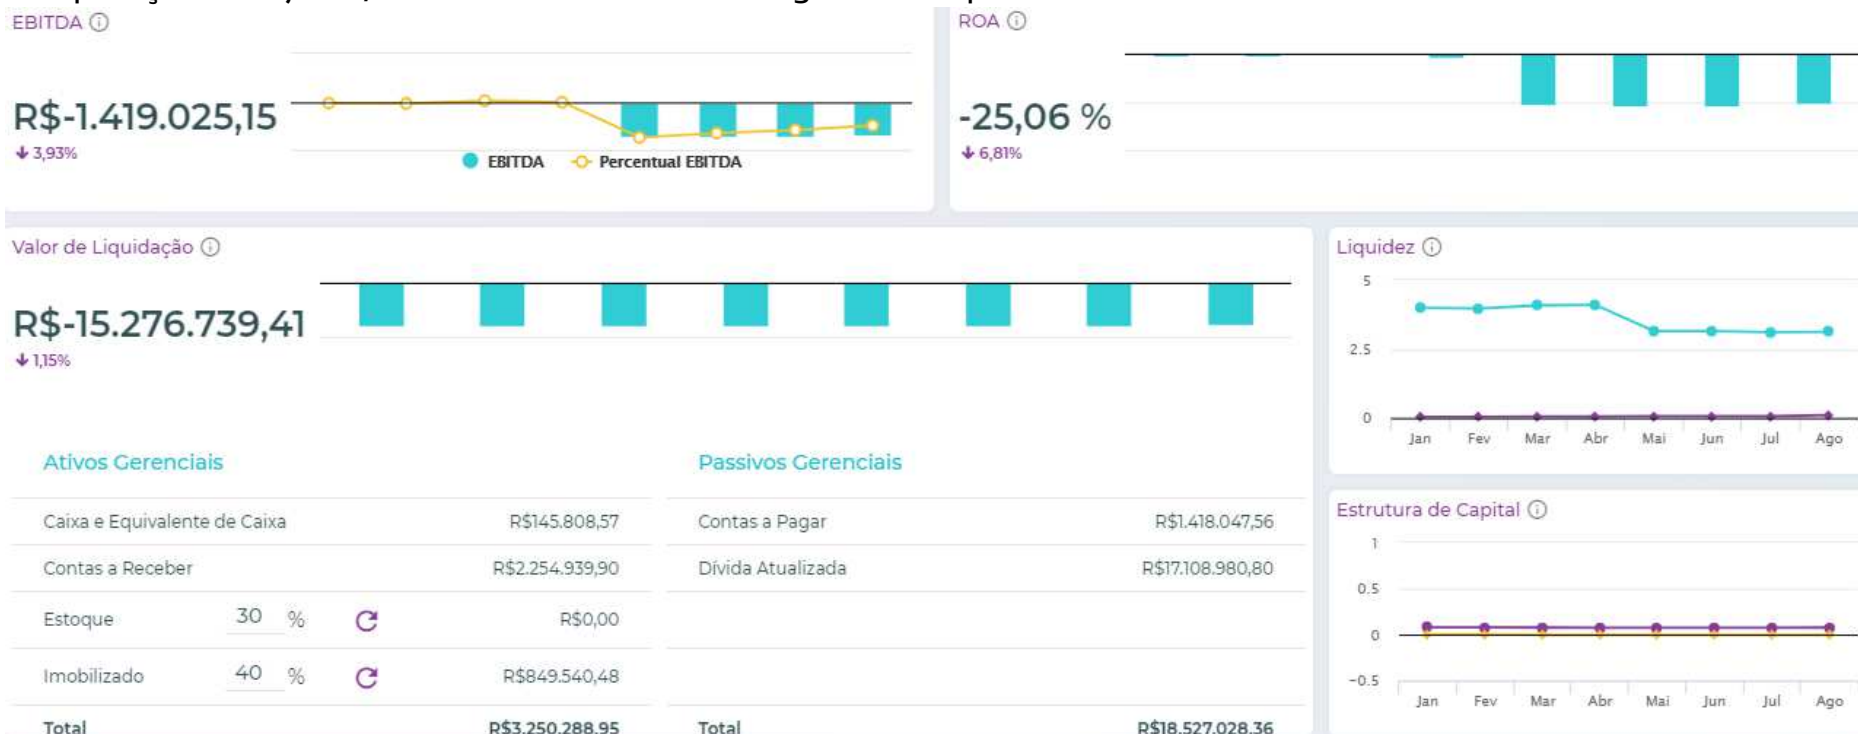 EBITDA
R$-1.419.025,15
3,93%
EBITDA Percentual EBITDA
ROA
-25,06 %
6,81%
Valor de Liquidação
R$-15.276.739,41
1,15%
Ativos Gerenciais
Caixa e Equivalente de Caixa R$145.808,57
Contas a Receber R$2.254.939,90
Estoque 30 % R$0,00
Imobilizado 40 % R$849.540,48
Total R$3.250.288,95
Passivos Gerenciais
Contas a Pagar R$1.418.047,56
Dívida Atualizada R$17.108.980,80
Total R$18.527.028,36
Liquidez
5
2.5
0
Jan Fev Mar Abr Mai Jun Jul Ago
Estrutura de Capital
1
0.5
0
-0.5
Jan Fev Mar Abr Mai Jun Jul Ago